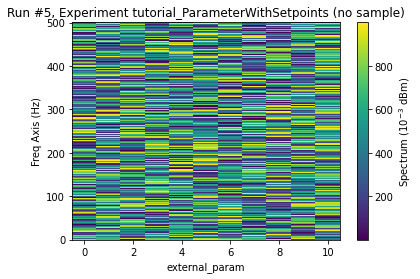 Run #5, Experiment tutorial_ParameterWithSetpoints (no sample)
500
400
300
200
100
0
Freq Axis (Hz)
0 2 4 6 8 10
external_param
800
600
400
200
Spectrum (10⁻³ dBm)